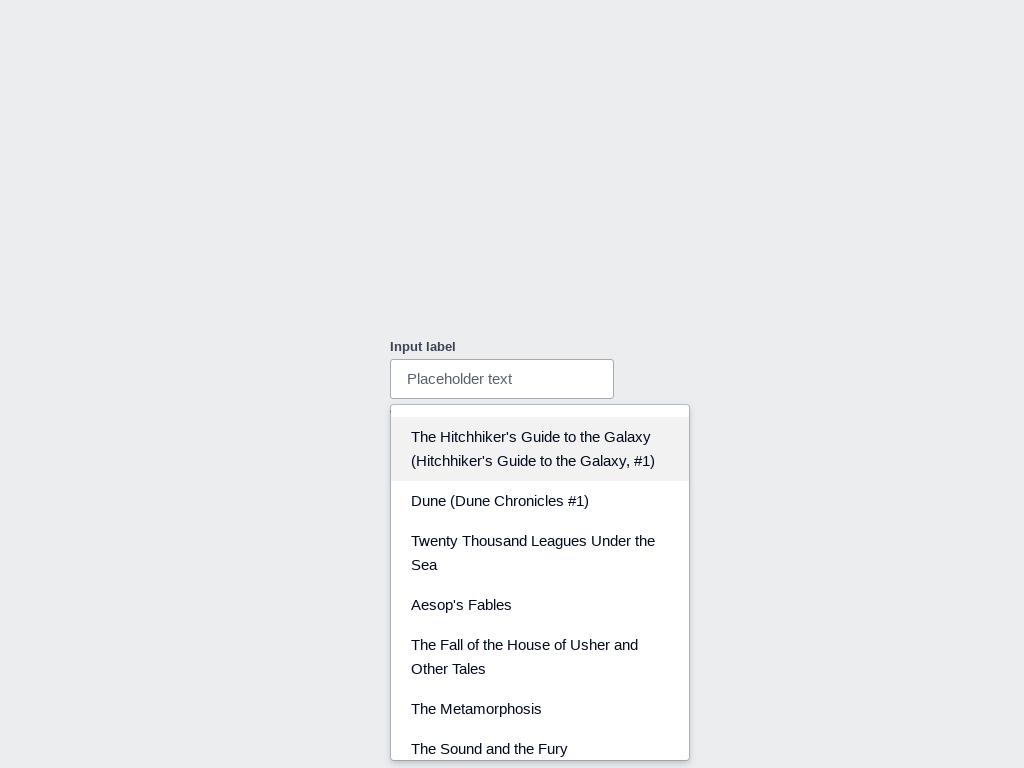 Input label
Placeholder text
The Hitchhiker's Guide to the Galaxy
(Hitchhiker's Guide to the Galaxy, #1)
Dune (Dune Chronicles #1)
Twenty Thousand Leagues Under the
Sea
Aesop's Fables
The Fall of the House of Usher and
Other Tales
The Metamorphosis
The Sound and the Fury